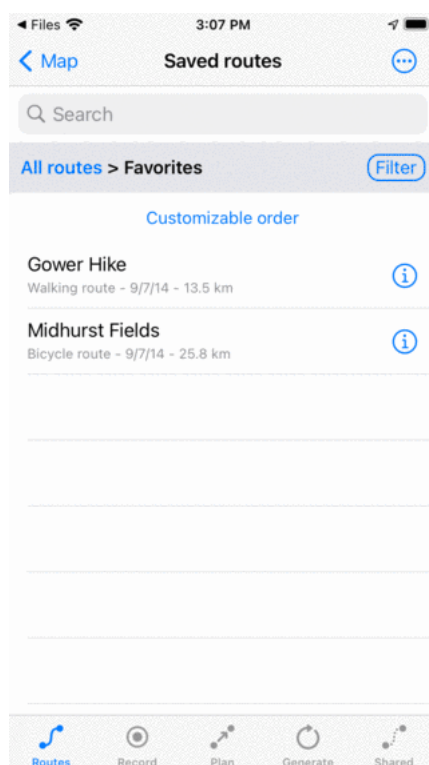 Files 3:07 PM
Map Saved routes
Search
All routes > Favorites Filter
Customizable order
Gower Hike
Walking route - 9/7/14 - 13.5 km
Midhurst Fields
Bicycle route - 9/7/14 - 25.8 km
Routes Record Plan Generate Shared